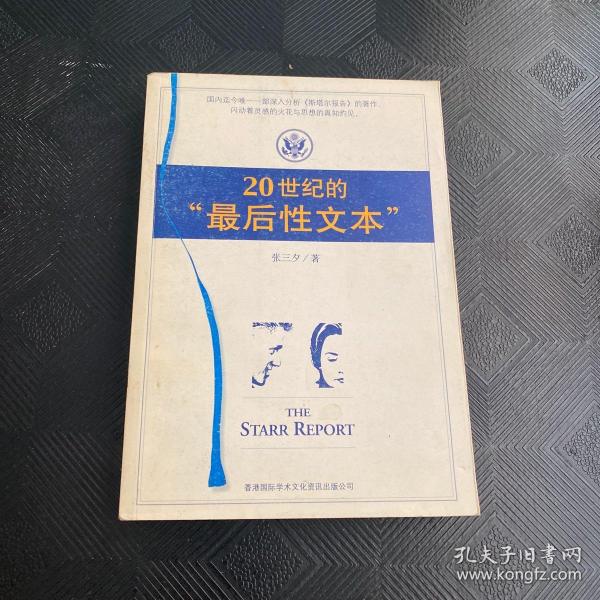 国内迄今唯一一部深入分析《斯塔尔报告》的著作，
闪动着灵感的火花与思想的真知灼见。
20世纪的
“最后性文本”
张三夕／著
THE
STARR REPORT
香港国际学术文化资讯出版公司
孔夫子旧书网
www.kongfz.com